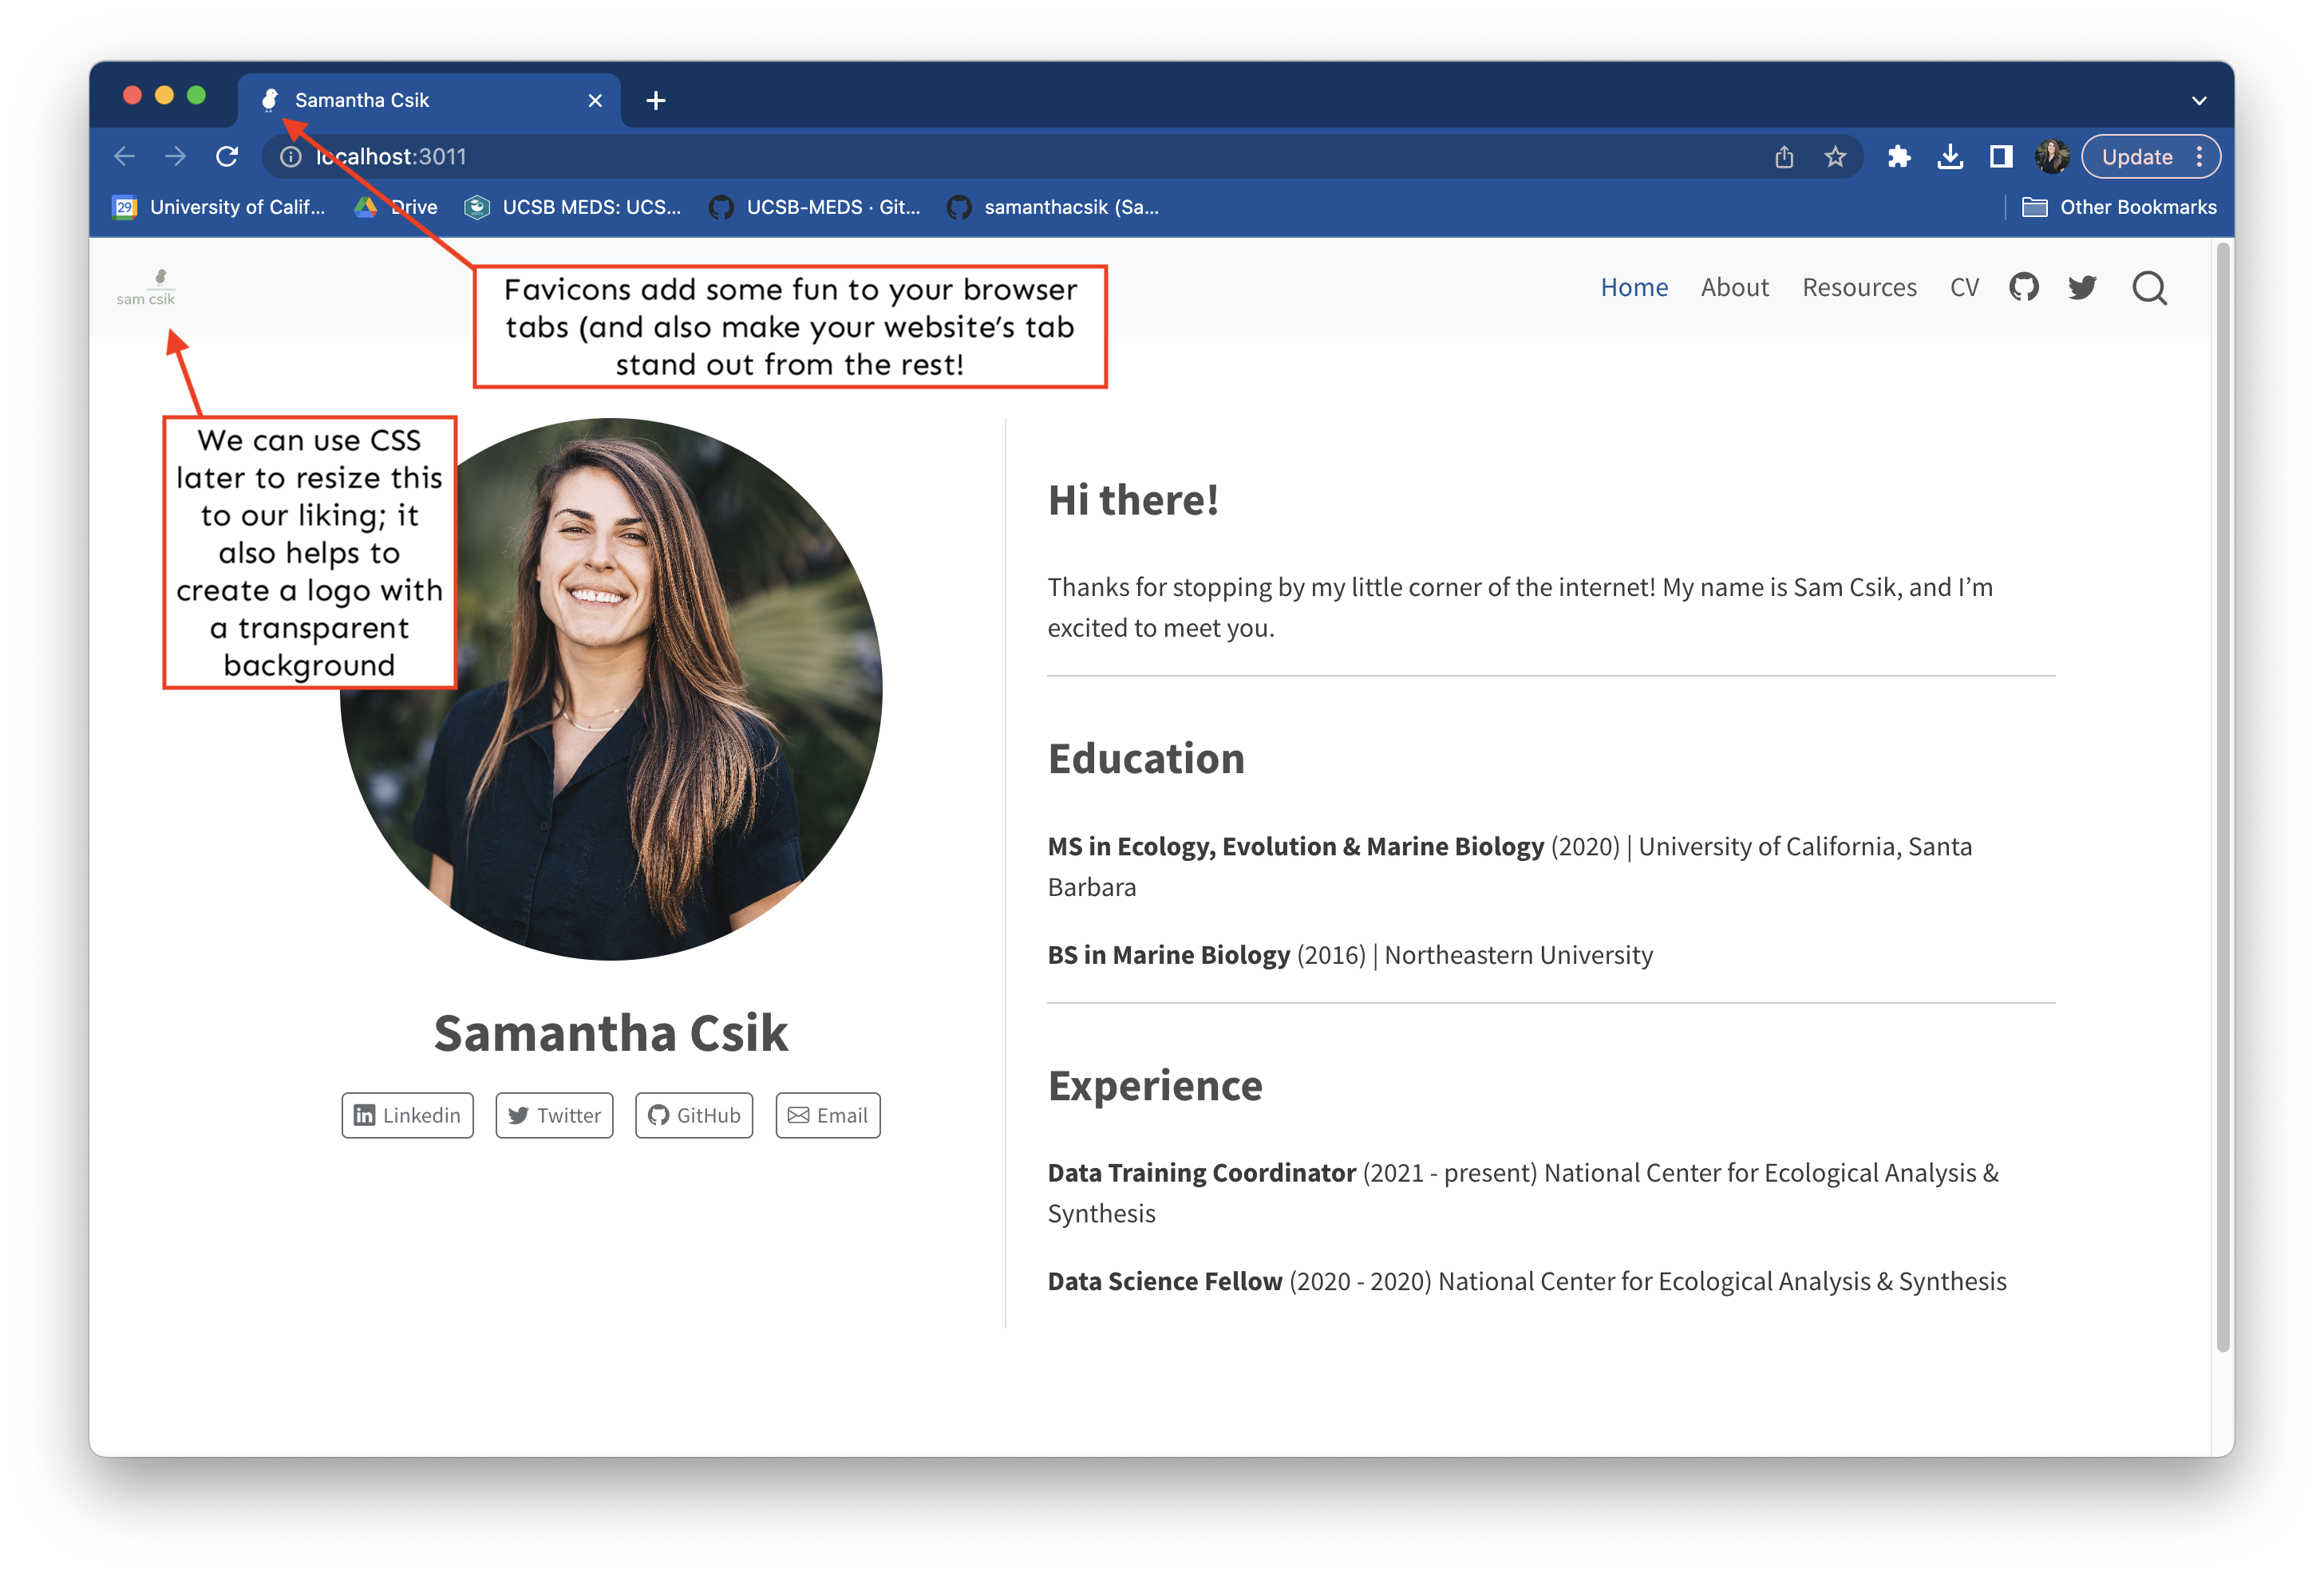 Samantha Csik
localhost:3011
Update
29
University of Calif...
Drive
UCSB MEDS: UCS...
UCSB-MEDS · Git...
samanthacsik (Sa...
Other Bookmarks
sam csik
Home
About
Resources
CV
Favicons add some fun to your browser
tabs (and also make your website’s tab
stand out from the rest!
We can use CSS
later to resize this
to our liking; it
also helps to
create a logo with
a transparent
background
Samantha Csik
Linkedin
Twitter
GitHub
Email
Hi there!
Thanks for stopping by my little corner of the internet! My name is Sam Csik, and I’m
excited to meet you.
Education
MS in Ecology, Evolution & Marine Biology (2020) | University of California, Santa
Barbara
BS in Marine Biology (2016) | Northeastern University
Experience
Data Training Coordinator (2021 - present) National Center for Ecological Analysis &
Synthesis
Data Science Fellow (2020 - 2020) National Center for Ecological Analysis & Synthesis